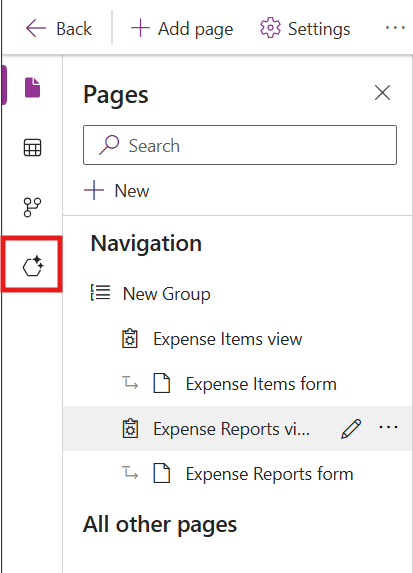 Back
Add page
Settings
Pages
Search
New
Navigation
New Group
Expense Items view
Expense Items form
Expense Reports vi...
Expense Reports form
All other pages